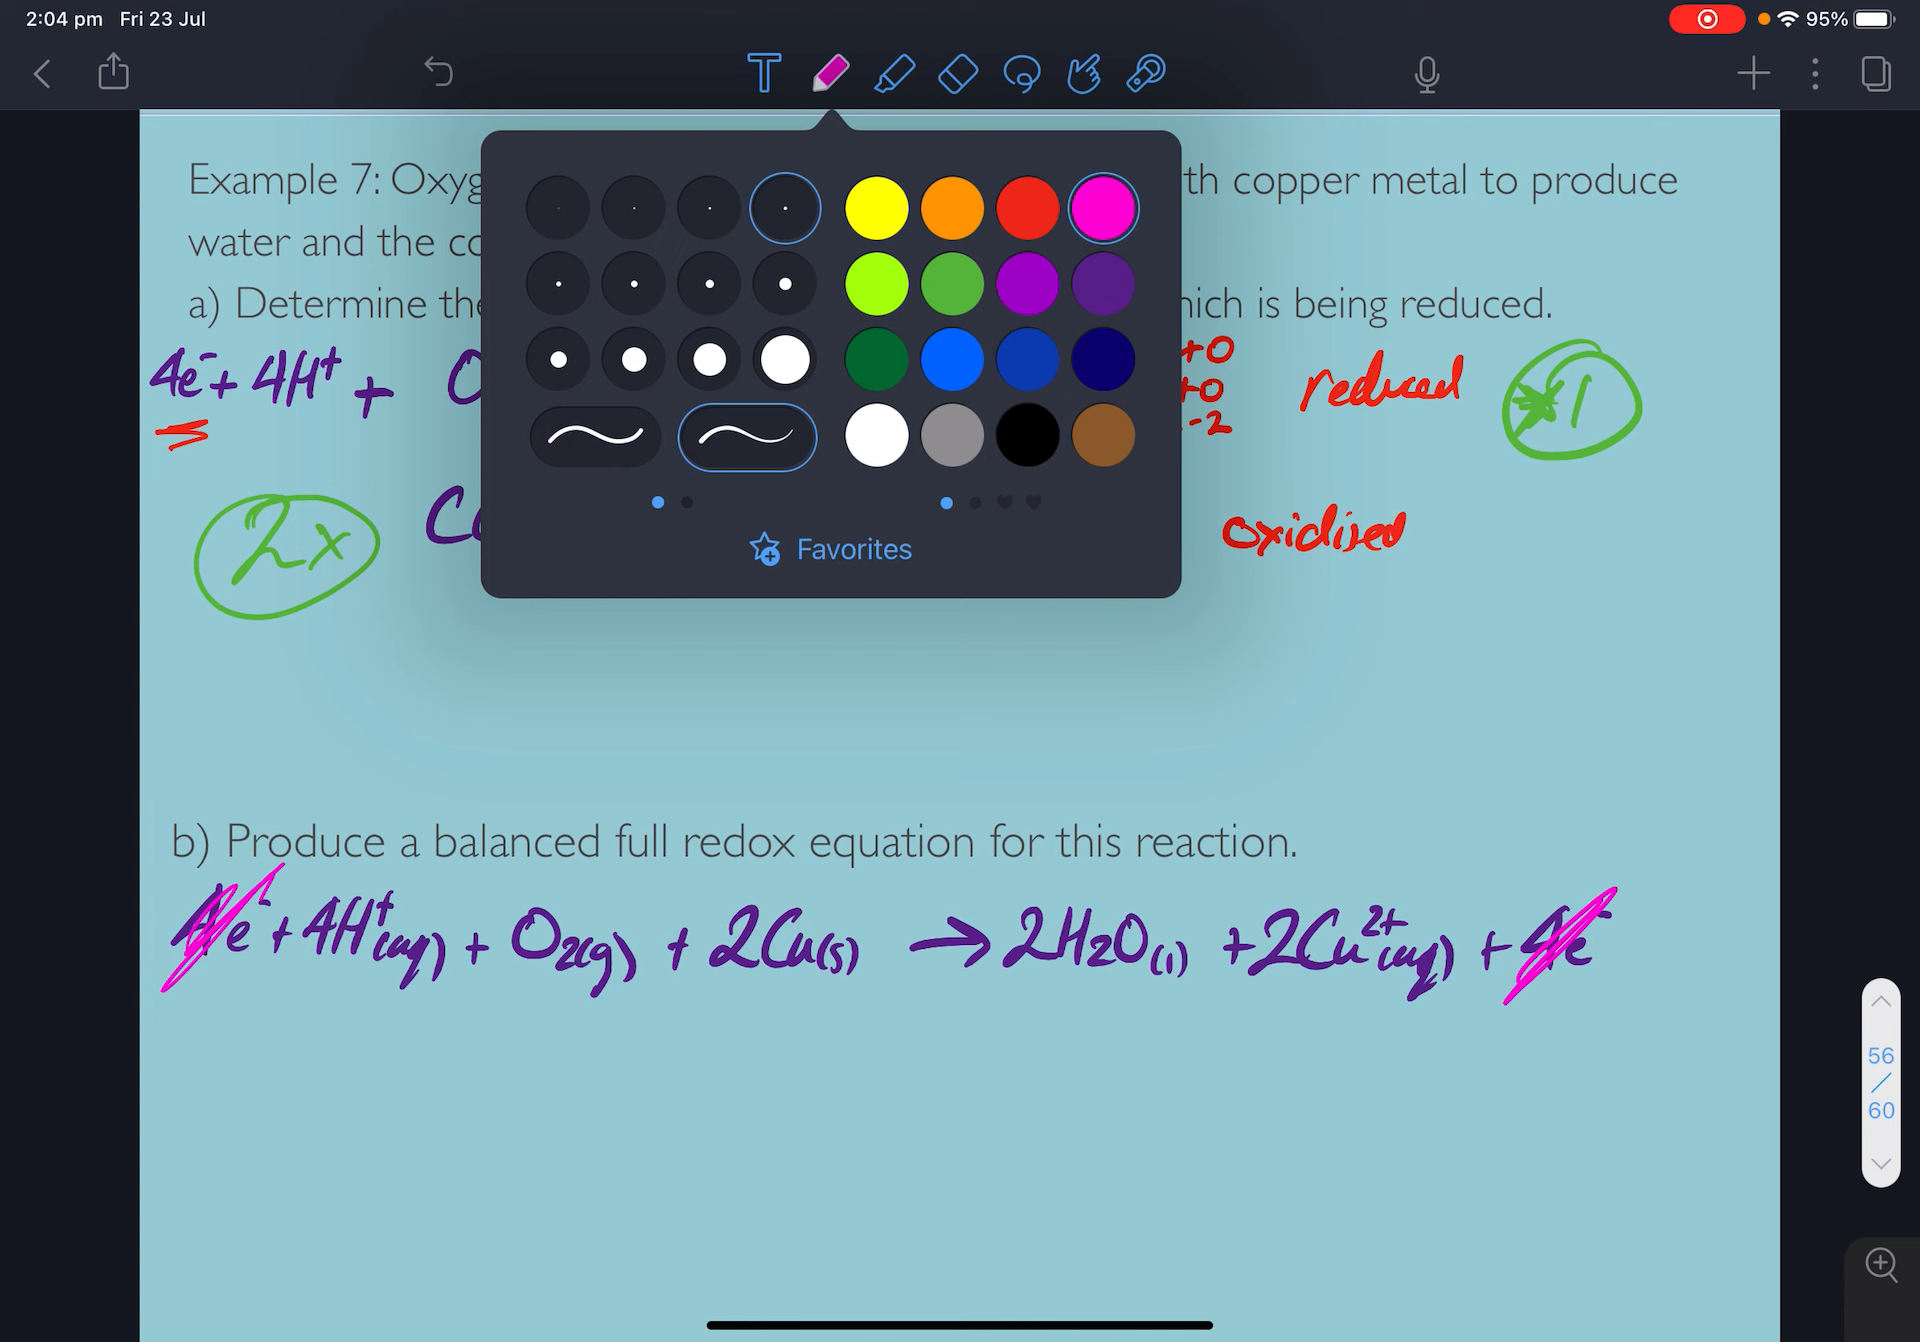 2:04 pm Fri 23 Jul 95%
T
Example 7: Oxyg th copper metal to produce
water and the co
a) Determine the hich is being reduced.
4e⁻ + 4H⁺ + O +0 reduced *1
+0
-2
2x Cu oxidised
Favorites
b) Produce a balanced full redox equation for this reaction.
4e⁻ + 4H⁺(aq) + O₂(g) + 2Cu(s) → 2H₂O(l) + 2Cu²⁺(aq) + 4e⁻
56
/
60